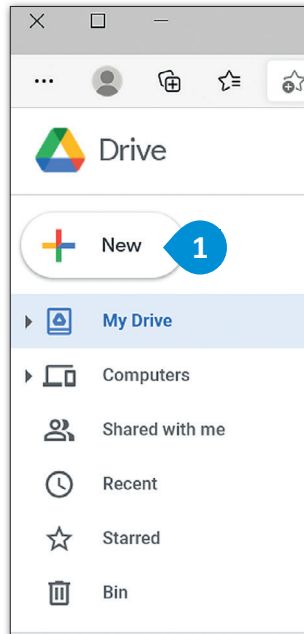 Drive
New
1
My Drive
Computers
Shared with me
Recent
Starred
Bin